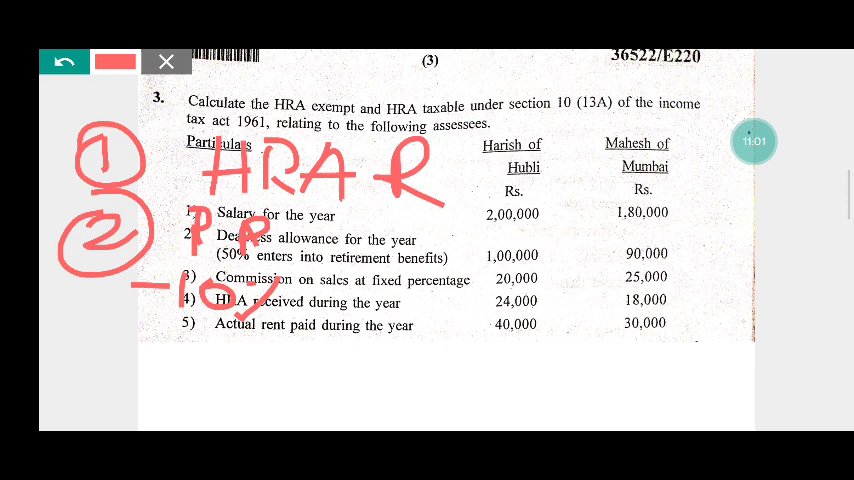 (3)
36522/E220
3. Calculate the HRA exempt and HRA taxable under section 10 (13A) of the income
tax act 1961, relating to the following assessees.
Particulars Harish of Mahesh of
Hubli Mumbai
Rs. Rs.
1) Salary for the year 2,00,000 1,80,000
2) Dearness allowance for the year
(50% enters into retirement benefits) 1,00,000 90,000
3) Commission on sales at fixed percentage 20,000 25,000
4) HRA received during the year 24,000 18,000
5) Actual rent paid during the year 40,000 30,000
1 HRA R
2 PR
-10%
11:01